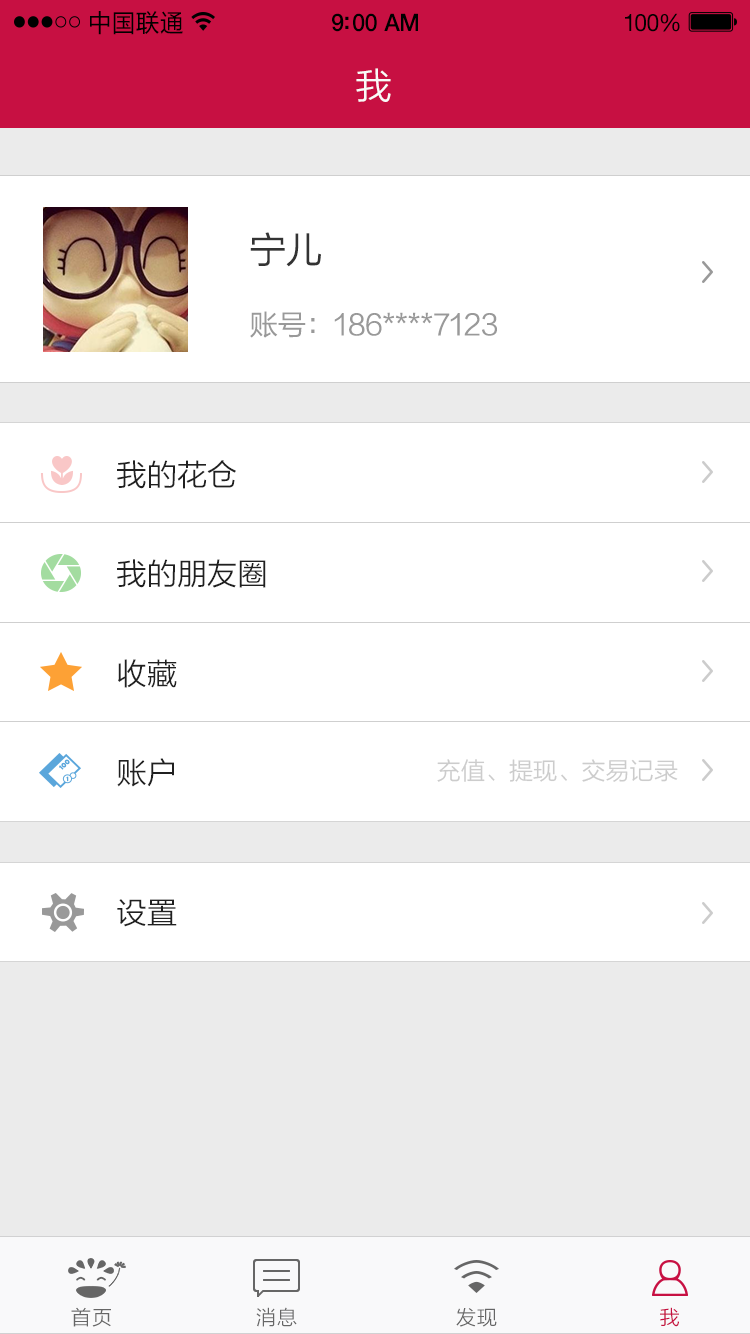 中国联通 9:00 AM 100%
我
宁儿
账号：186****7123
我的花仓
我的朋友圈
收藏
账户 充值、提现、交易记录
设置
首页 消息 发现 我